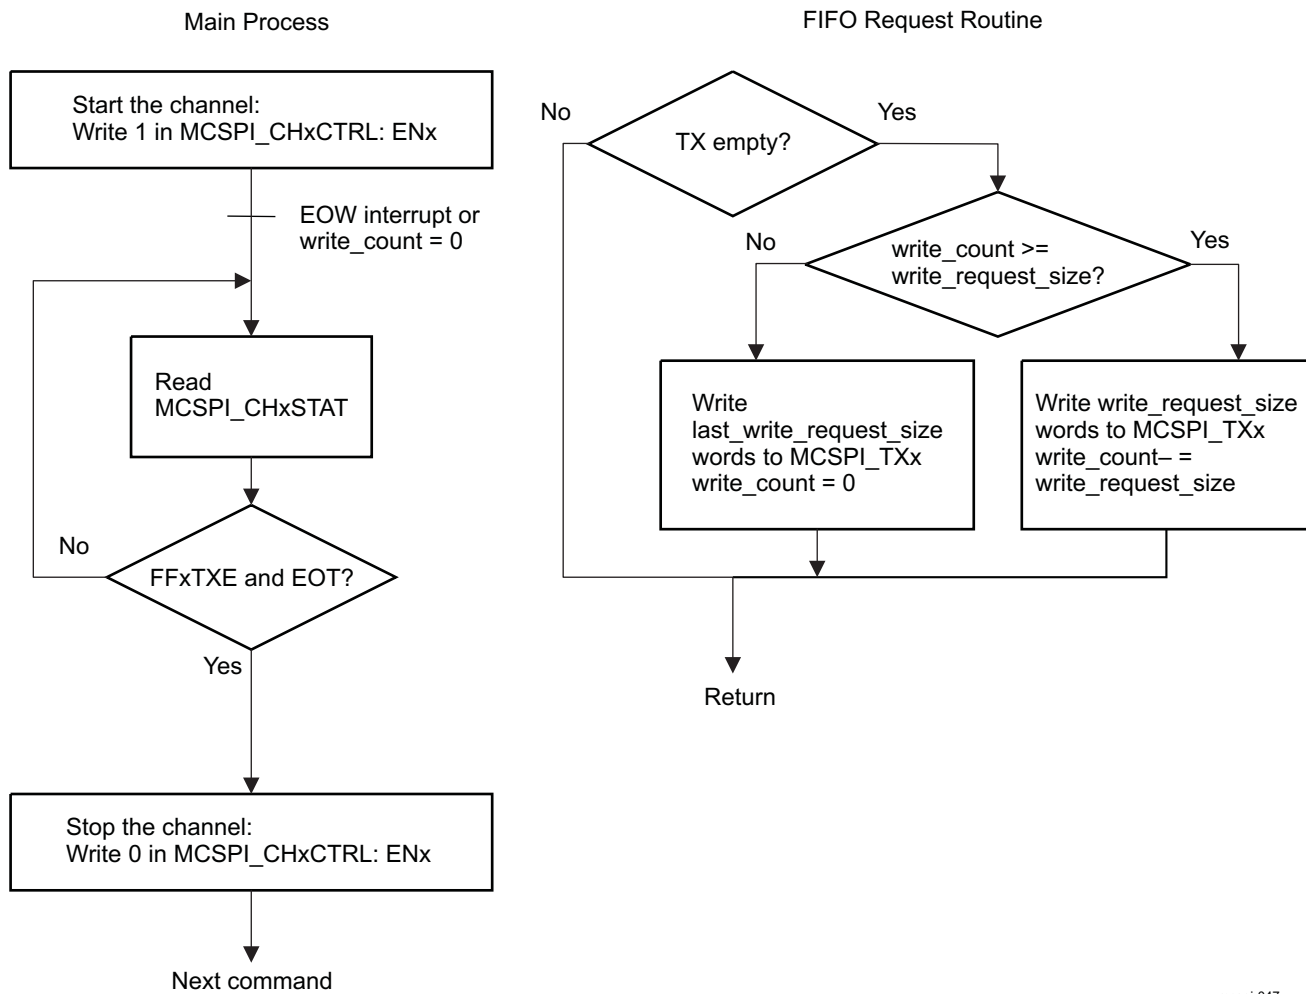 Main Process
Start the channel:
Write 1 in MCSPI_CHxCTRL: ENx
EOW interrupt or
write_count = 0
Read
MCSPI_CHxSTAT
No
FFxTXE and EOT?
Yes
Stop the channel:
Write 0 in MCSPI_CHxCTRL: ENx
Next command
FIFO Request Routine
No
Yes
TX empty?
No
write_count >=
write_request_size?
Yes
Write
last_write_request_size
words to MCSPI_TXx
write_count = 0
Write write_request_size
words to MCSPI_TXx
write_count– =
write_request_size
Return